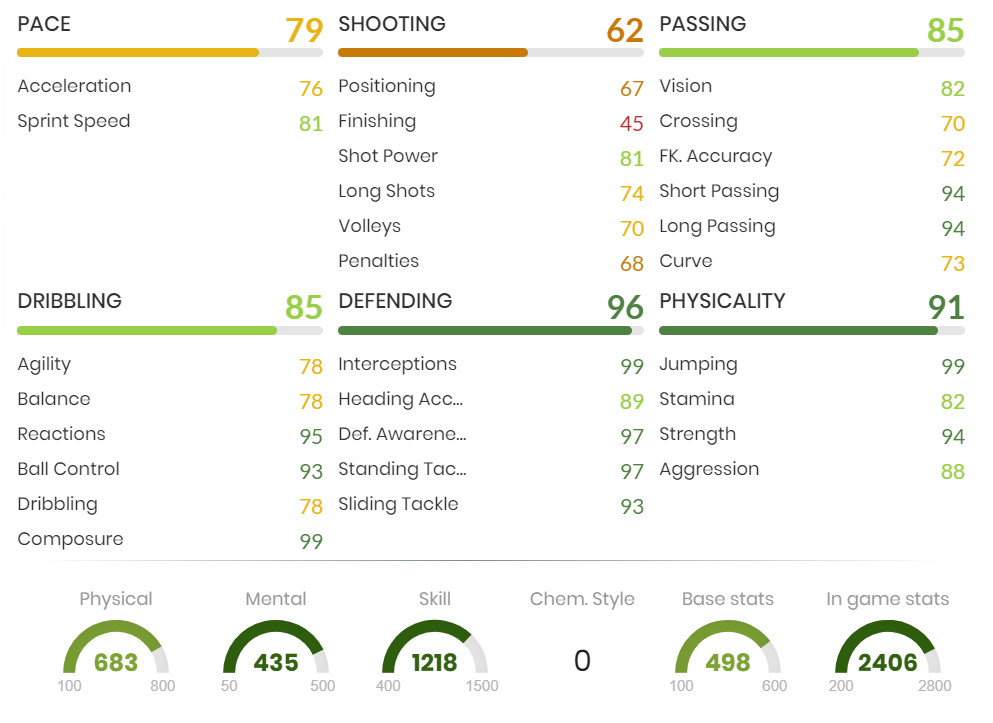 PACE 79
Acceleration 76
Sprint Speed 81
SHOOTING 62
Positioning 67
Finishing 45
Shot Power 81
Long Shots 74
Volleys 70
Penalties 68
PASSING 85
Vision 82
Crossing 70
FK. Accuracy 72
Short Passing 94
Long Passing 94
Curve 73
DRIBBLING 85
Agility 78
Balance 78
Reactions 95
Ball Control 93
Dribbling 78
Composure 99
DEFENDING 96
Interceptions 99
Heading Acc... 89
Def. Awarene... 97
Standing Tac... 97
Sliding Tackle 93
PHYSICALITY 91
Jumping 99
Stamina 82
Strength 94
Aggression 88
Physical
683
100 800
Mental
435
50 500
Skill
1218
400 1500
Chem. Style
0
Base stats
498
100 600
In game stats
2406
200 2800